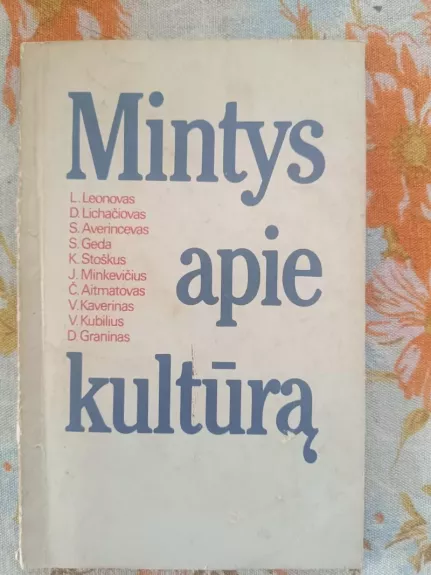 Mintys
L. Leonovas
D. Lichačiovas
S. Averincevas
S. Geda
K. Stoškus
J. Minkevičius
Č. Aitmatovas
V. Kaverinas
V. Kubilius
D. Graninas
apie
kultūrą